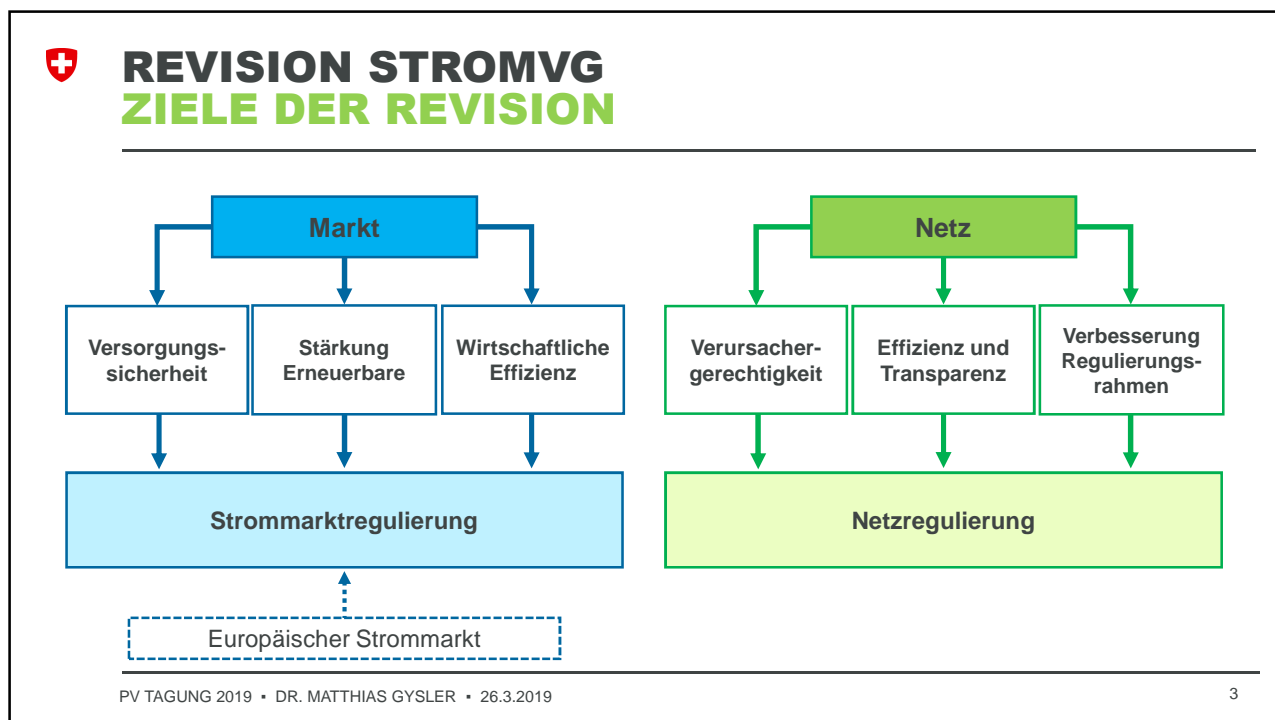 REVISION STROMVG
ZIELE DER REVISION
Markt
Versorgungs-
sicherheit
Stärkung
Erneuerbare
Wirtschaftliche
Effizienz
Strommarktregulierung
Europäischer Strommarkt
Netz
Verursacher-
gerechtigkeit
Effizienz und
Transparenz
Verbesserung
Regulierungs-
rahmen
Netzregulierung
PV TAGUNG 2019 ▪ DR. MATTHIAS GYSLER ▪ 26.3.2019
3